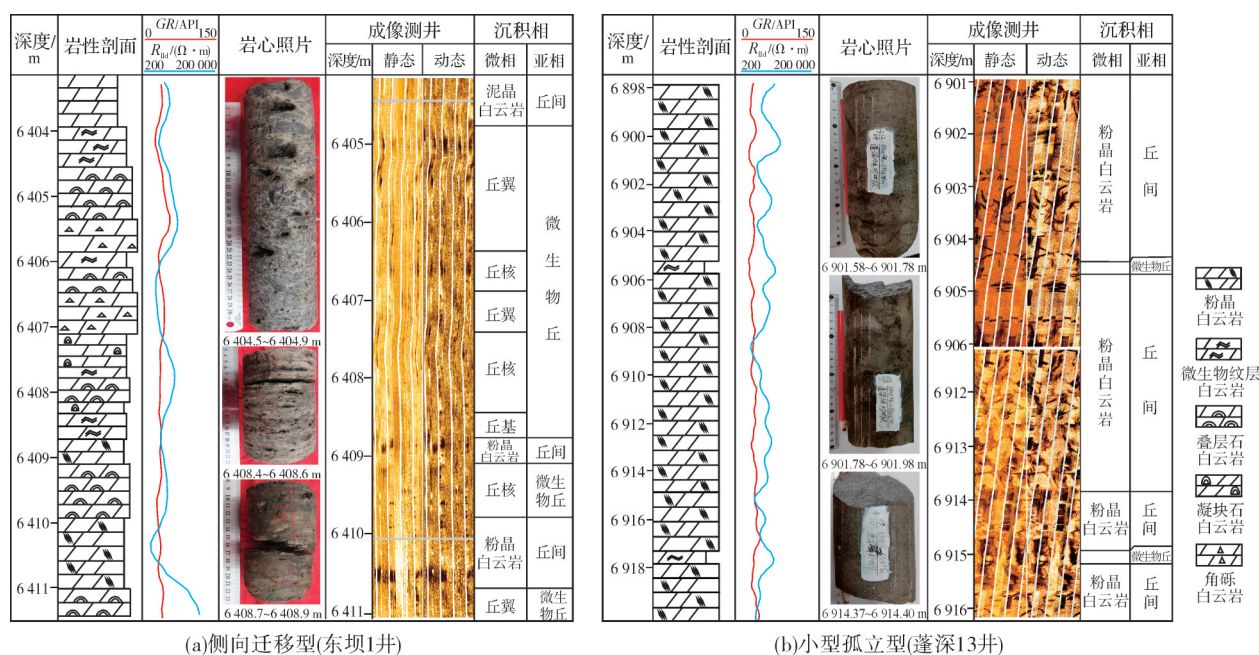 深度/
m
岩性剖面
GR/API
0 150
R_lld/(Ω·m)
200 200 000
岩心照片
成像测井
深度/m
静态
动态
沉积相
微相
亚相
6 404
6 405
6 406
6 407
6 408
6 409
6 410
6 411
6 404.5~6 404.9 m
6 408.4~6 408.6 m
6 408.7~6 408.9 m
6 405
6 406
6 407
6 408
6 409
6 410
6 411
泥晶
白云岩
丘翼
丘核
丘翼
丘核
丘基
粉晶
白云岩
丘核
粉晶
白云岩
丘翼
丘间
微生物丘
丘间
微生
物丘
丘间
微生
物丘
(a)侧向迁移型(东坝1井)
深度/
m
岩性剖面
GR/API
0 150
R_lld/(Ω·m)
200 200 000
岩心照片
成像测井
深度/m
静态
动态
沉积相
微相
亚相
6 898
6 900
6 902
6 904
6 906
6 908
6 910
6 912
6 914
6 916
6 918
6 901.58~6 901.78 m
6 901.78~6 901.98 m
6 914.37~6 914.40 m
6 901
6 902
6 903
6 904
6 905
6 906
6 912
6 913
6 914
6 915
6 916
粉晶白云岩
粉晶白云岩
粉晶
白云岩
粉晶
白云岩
丘间
微生物丘
丘间
丘
间
微生物丘
丘
间
(b)小型孤立型(蓬深13井)
粉晶
白云岩
微生物纹层
白云岩
叠层石
白云岩
凝块石
白云岩
角砾
白云岩